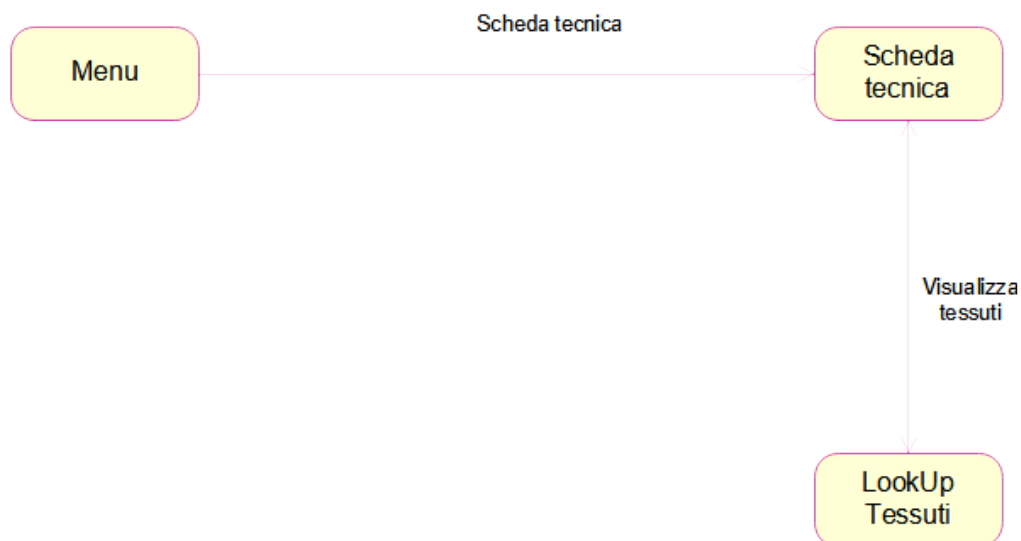 Scheda tecnica
Menu
Scheda
tecnica
Visualizza
tessuti
LookUp
Tessuti